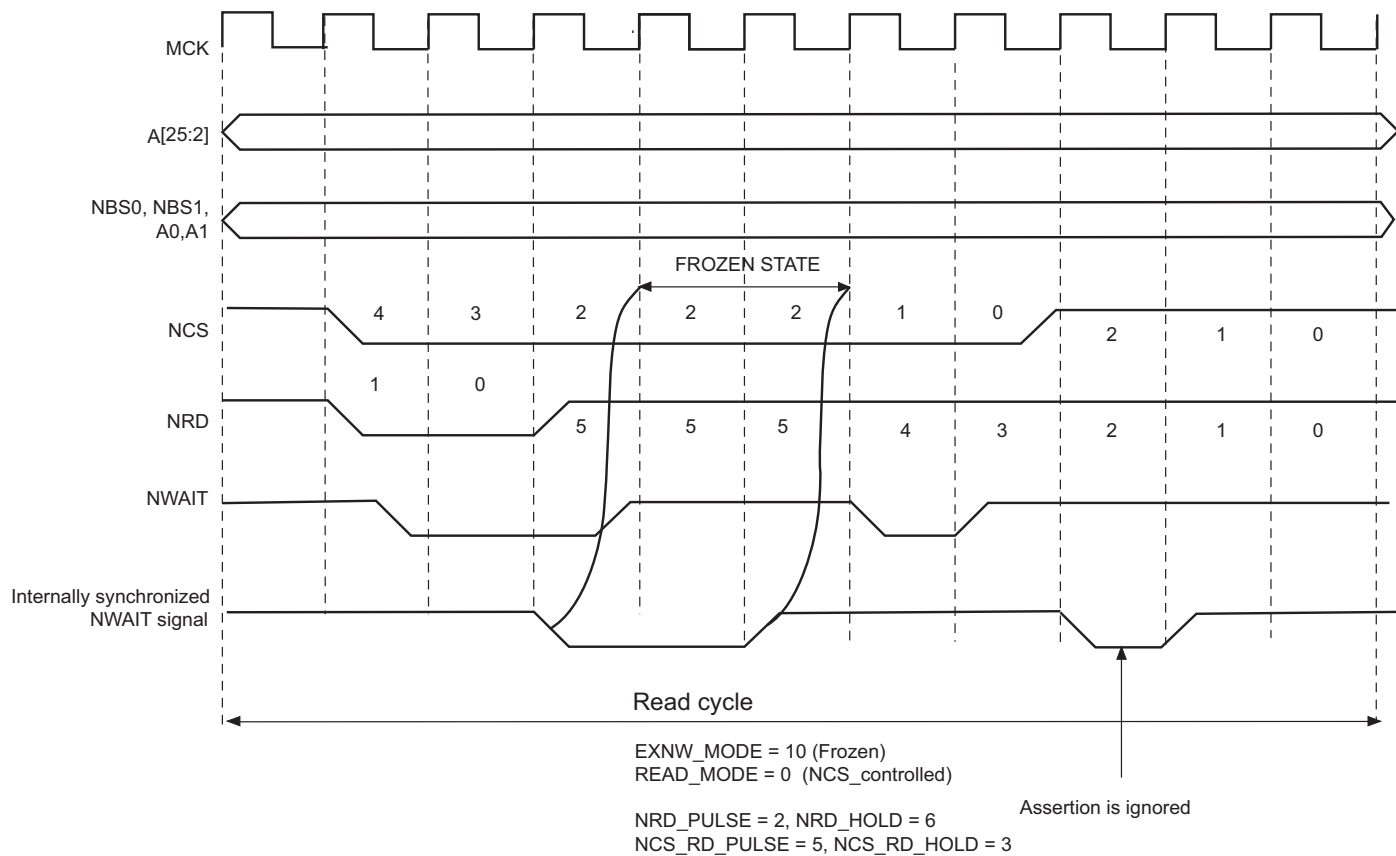 MCK
A[25:2]
NBS0, NBS1,
A0,A1
FROZEN STATE
4 3 2 2 2 1 0
NCS
2 1 0
1 0
NRD
5 5 5 4 3 2 1 0
NWAIT
Internally synchronized
NWAIT signal
Read cycle
EXNW_MODE = 10 (Frozen)
READ_MODE = 0 (NCS_controlled)
Assertion is ignored
NRD_PULSE = 2, NRD_HOLD = 6
NCS_RD_PULSE = 5, NCS_RD_HOLD = 3